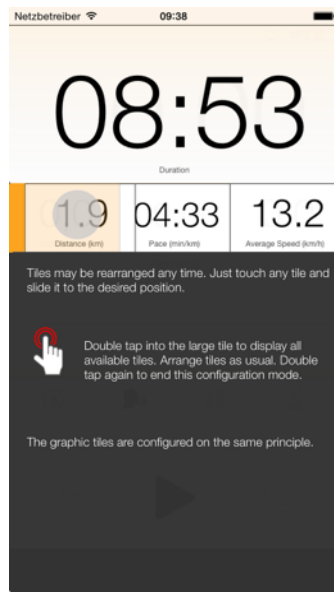 Netzbetreiber 09:38
08:53
Duration
1.9 04:33 13.2
Distance (km) Pace (min/km) Average Speed (km/h)
Tiles may be rearranged any time. Just touch any tile and
slide it to the desired position.
Double tap into the large tile to display all
available tiles. Arrange tiles as usual. Double
tap again to end this configuration mode.
The graphic tiles are configured on the same principle.